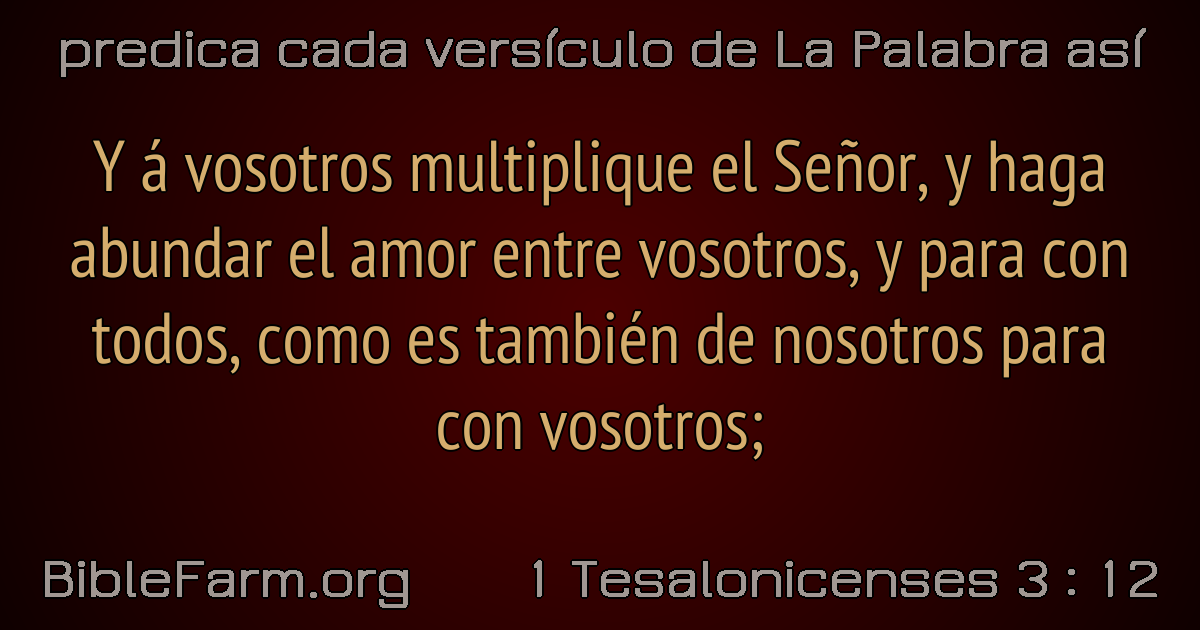 predica cada versículo de La Palabra así
Y á vosotros multiplique el Señor, y haga
abundar el amor entre vosotros, y para con
todos, como es también de nosotros para
con vosotros;
BibleFarm.org 1 Tesalonicenses 3 : 12